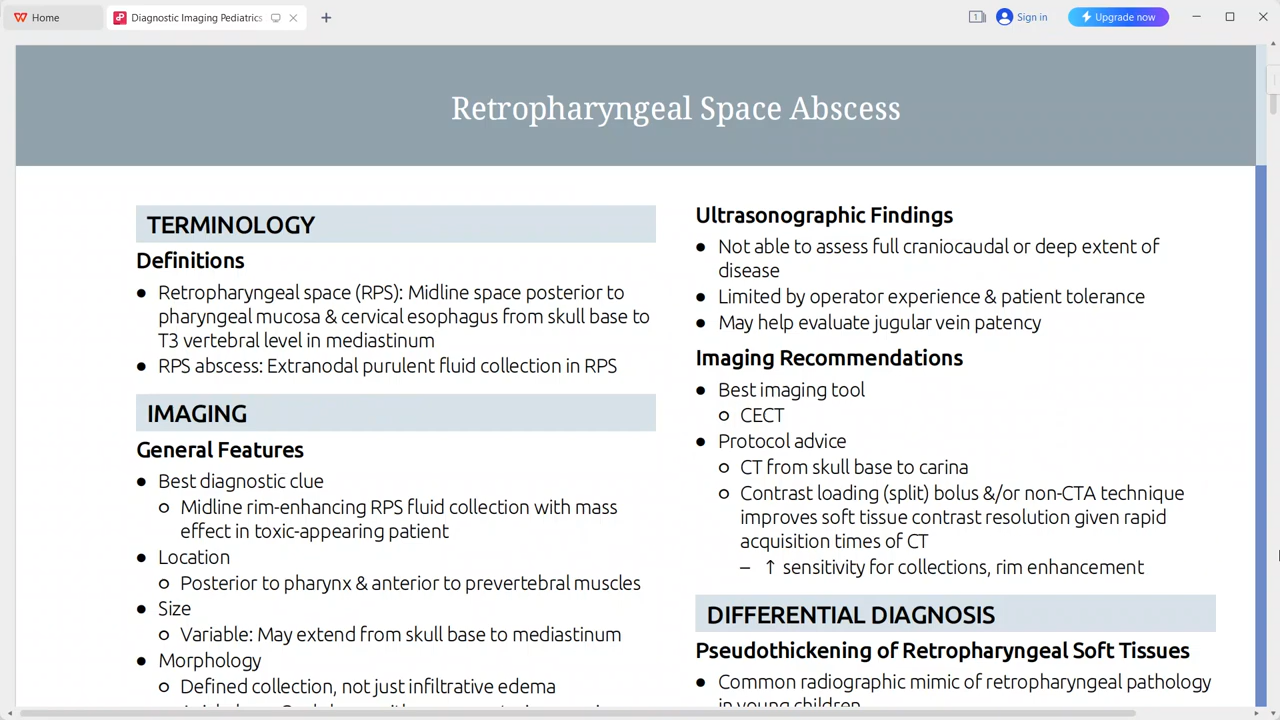 Home
Diagnostic Imaging Pediatrics
Sign in
Upgrade now
Retropharyngeal Space Abscess
TERMINOLOGY
Definitions
● Retropharyngeal space (RPS): Midline space posterior to
pharyngeal mucosa & cervical esophagus from skull base to
T3 vertebral level in mediastinum
● RPS abscess: Extranodal purulent fluid collection in RPS
IMAGING
General Features
● Best diagnostic clue
○ Midline rim-enhancing RPS fluid collection with mass
effect in toxic-appearing patient
● Location
○ Posterior to pharynx & anterior to prevertebral muscles
● Size
○ Variable: May extend from skull base to mediastinum
● Morphology
○ Defined collection, not just infiltrative edema
Ultrasonographic Findings
● Not able to assess full craniocaudal or deep extent of
disease
● Limited by operator experience & patient tolerance
● May help evaluate jugular vein patency
Imaging Recommendations
● Best imaging tool
○ CECT
● Protocol advice
○ CT from skull base to carina
○ Contrast loading (split) bolus &/or non-CTA technique
improves soft tissue contrast resolution given rapid
acquisition times of CT
– ↑ sensitivity for collections, rim enhancement
DIFFERENTIAL DIAGNOSIS
Pseudothickening of Retropharyngeal Soft Tissues
● Common radiographic mimic of retropharyngeal pathology
in young children